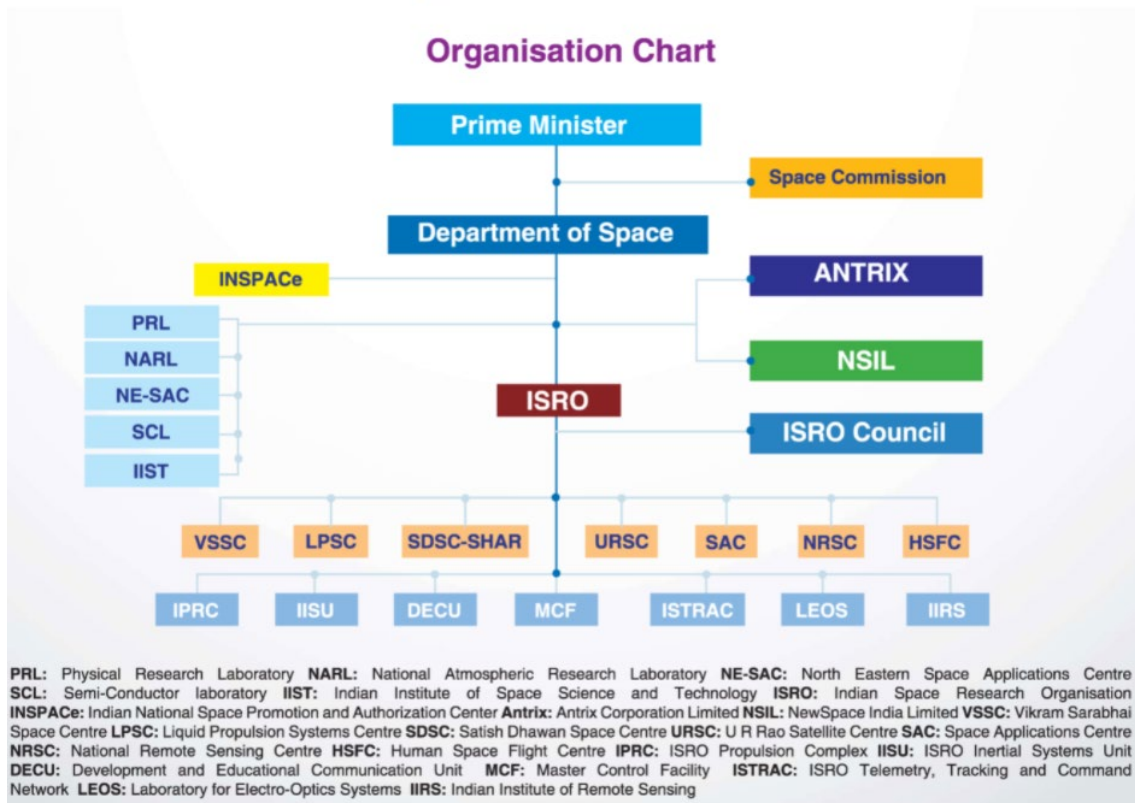 Organisation Chart
Prime Minister
Space Commission
Department of Space
INSPACe
ANTRIX
PRL
NARL
NSIL
NE-SAC
ISRO
SCL
ISRO Council
IIST
VSSC LPSC SDSC-SHAR URSC SAC NRSC HSFC
IPRC IISU DECU MCF ISTRAC LEOS IIRS
PRL: Physical Research Laboratory NARL: National Atmospheric Research Laboratory NE-SAC: North Eastern Space Applications Centre
SCL: Semi-Conductor laboratory IIST: Indian Institute of Space Science and Technology ISRO: Indian Space Research Organisation
INSPACe: Indian National Space Promotion and Authorization Center Antrix: Antrix Corporation Limited NSIL: NewSpace India Limited VSSC: Vikram Sarabhai
Space Centre LPSC: Liquid Propulsion Systems Centre SDSC: Satish Dhawan Space Centre URSC: U R Rao Satellite Centre SAC: Space Applications Centre
NRSC: National Remote Sensing Centre HSFC: Human Space Flight Centre IPRC: ISRO Propulsion Complex IISU: ISRO Inertial Systems Unit
DECU: Development and Educational Communication Unit MCF: Master Control Facility ISTRAC: ISRO Telemetry, Tracking and Command
Network LEOS: Laboratory for Electro-Optics Systems IIRS: Indian Institute of Remote Sensing